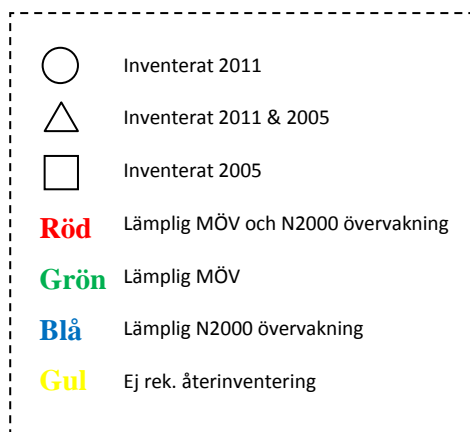 Inventerat 2011
Inventerat 2011 & 2005
Inventerat 2005
Röd Lämplig MÖV och N2000 övervakning
Grön Lämplig MÖV
Blå Lämplig N2000 övervakning
Gul Ej rek. återinventering